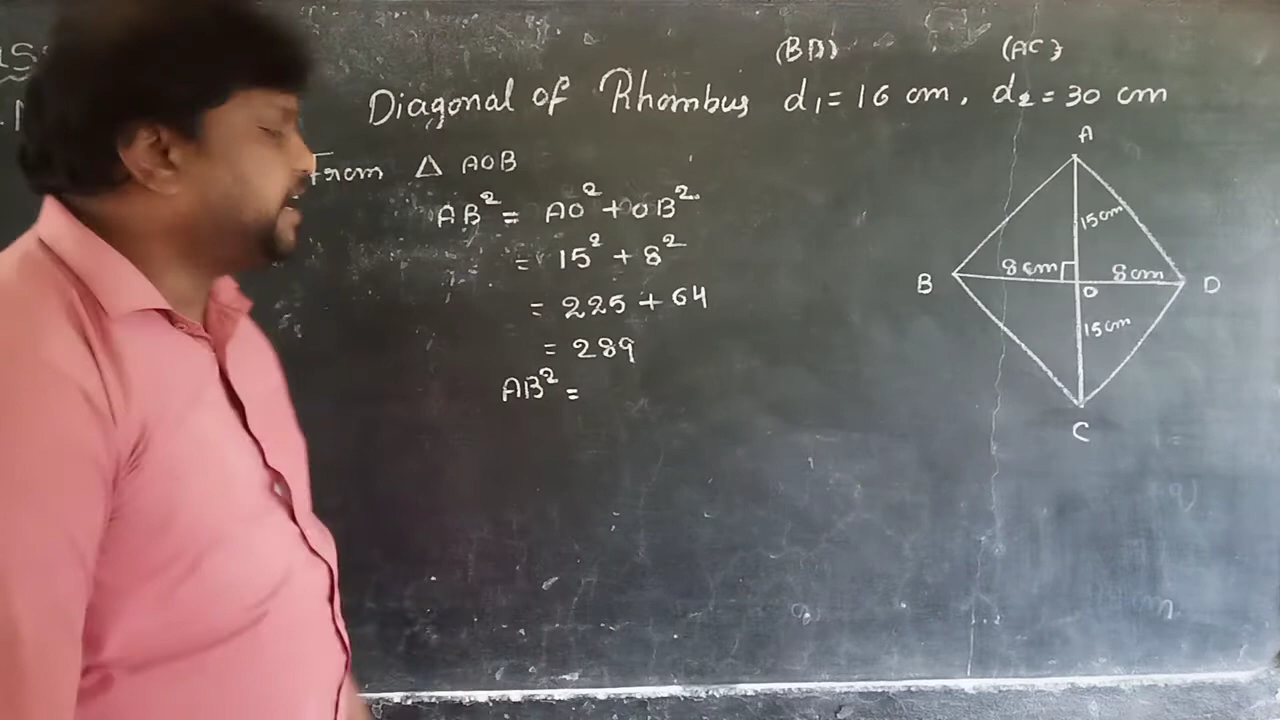 (BD) (AC)
Diagonal of Rhombus d1 = 16 cm, d2 = 30 cm
From △ AOB
AB² = AO² + OB²
= 15² + 8²
= 225 + 64
= 289
AB² =
A
15cm
8cm 8cm
B O D
15cm
C